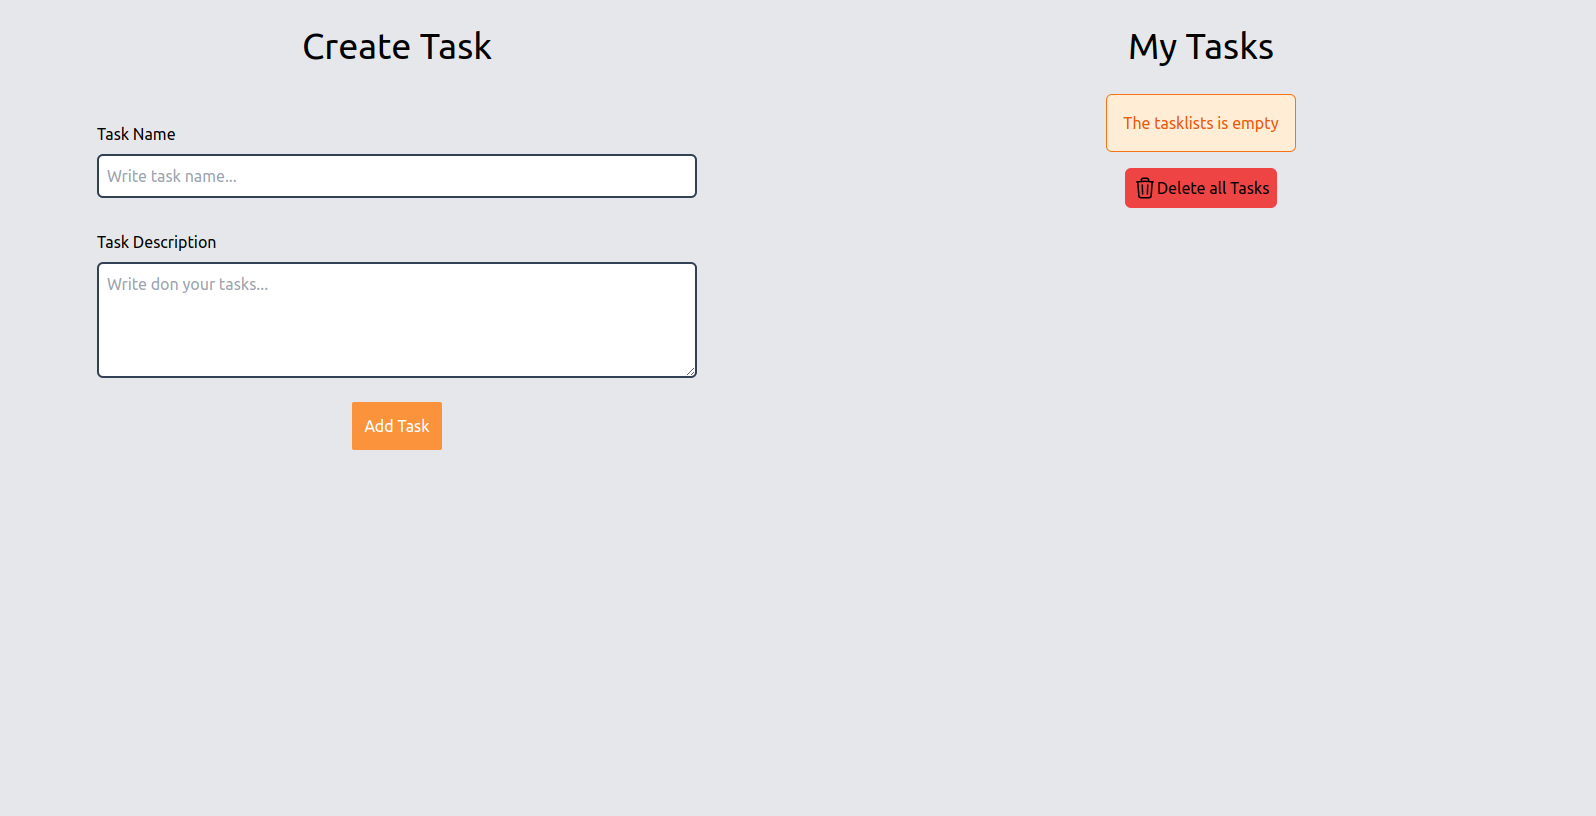 Create Task
Task Name
Write task name...
Task Description
Write don your tasks...
Add Task
My Tasks
The tasklists is empty
Delete all Tasks